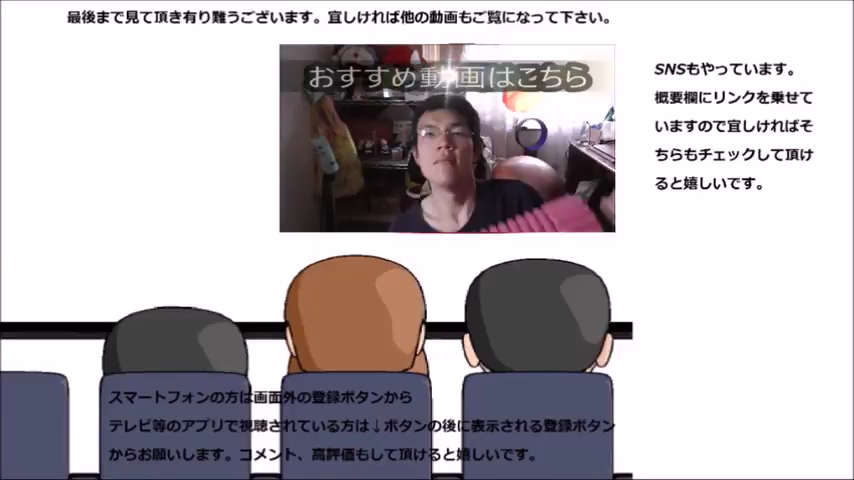 最後まで見て頂き有り難うございます。宜しければ他の動画もご覧になって下さい。
おすすめ動画はこちら
SNSもやっています。
概要欄にリンクを乗せて
いますので宜しければそ
ちらもチェックして頂け
ると嬉しいです。
スマートフォンの方は画面外の登録ボタンから
テレビ等のアプリで視聴されている方は↓ボタンの後に表示される登録ボタン
からお願いします。コメント、高評価もして頂けると嬉しいです。